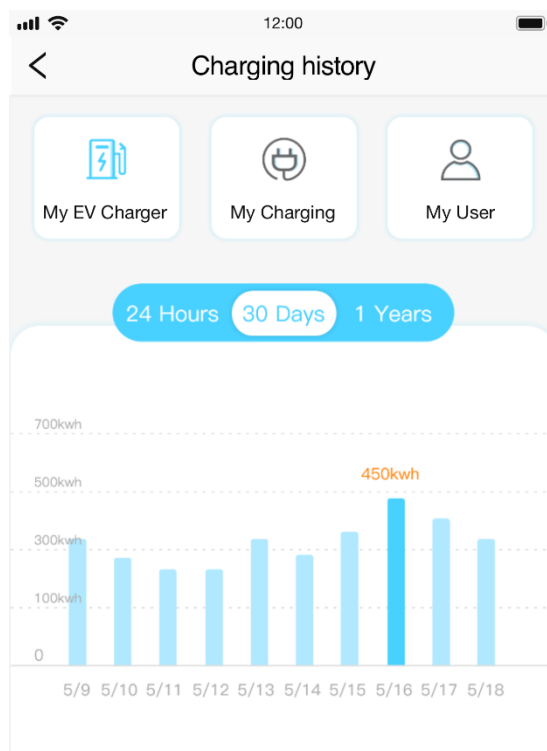 12:00
Charging history
My EV Charger My Charging My User
24 Hours 30 Days 1 Years
700kwh
450kwh
500kwh
300kwh
100kwh
0
5/9 5/10 5/11 5/12 5/13 5/14 5/15 5/16 5/17 5/18